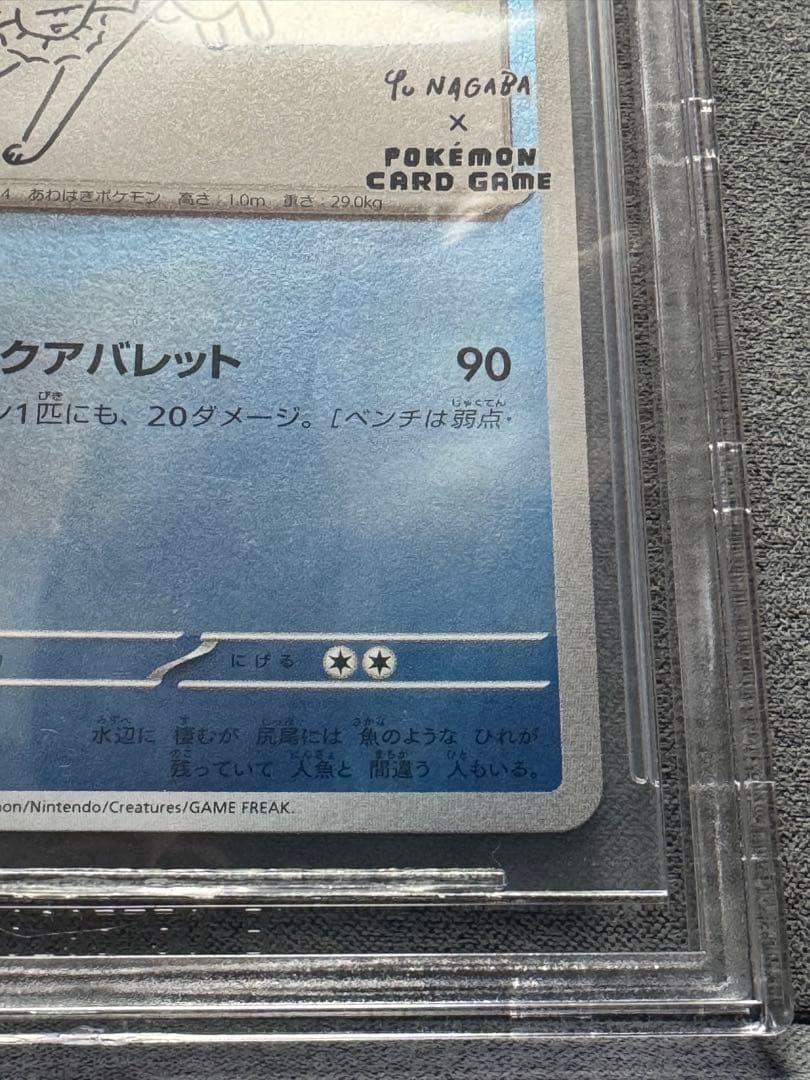 Yu NAGABA
×
POKÉMON
CARD GAME
4 あわはきポケモン 高さ:1.0m 重さ:29.0kg
クアバレット 90
ン1匹にも、20ダメージ。[ベンチは弱点・
にげる
水辺に 棲むが 尻尾には 魚のような ひれが
残っていて 人魚と 間違う 人もいる。
on/Nintendo/Creatures/GAME FREAK.